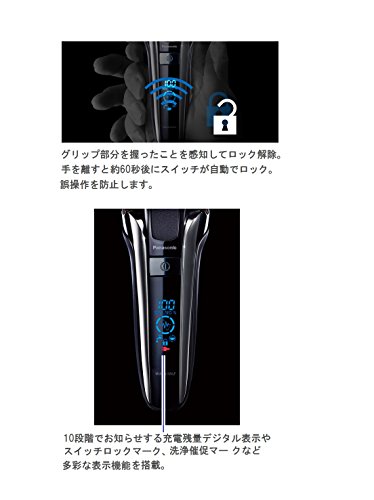 Panasonic
100
グリップ部分を握ったことを感知してロック解除。
手を離すと約60秒後にスイッチが自動でロック。
誤操作を防止します。
Panasonic
10段階でお知らせする充電残量デジタル表示や
スイッチロックマーク、洗浄催促マークなど
多彩な表示機能を搭載。